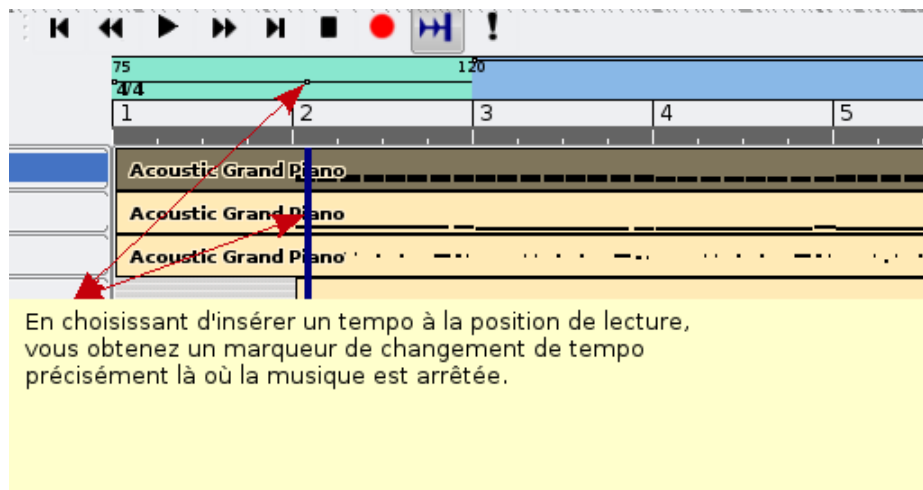 75 120
4/4
1 2 3 4 5
Acoustic Grand Piano
Acoustic Grand Piano
Acoustic Grand Piano
En choisissant d'insérer un tempo à la position de lecture,
vous obtenez un marqueur de changement de tempo
précisément là où la musique est arrêtée.